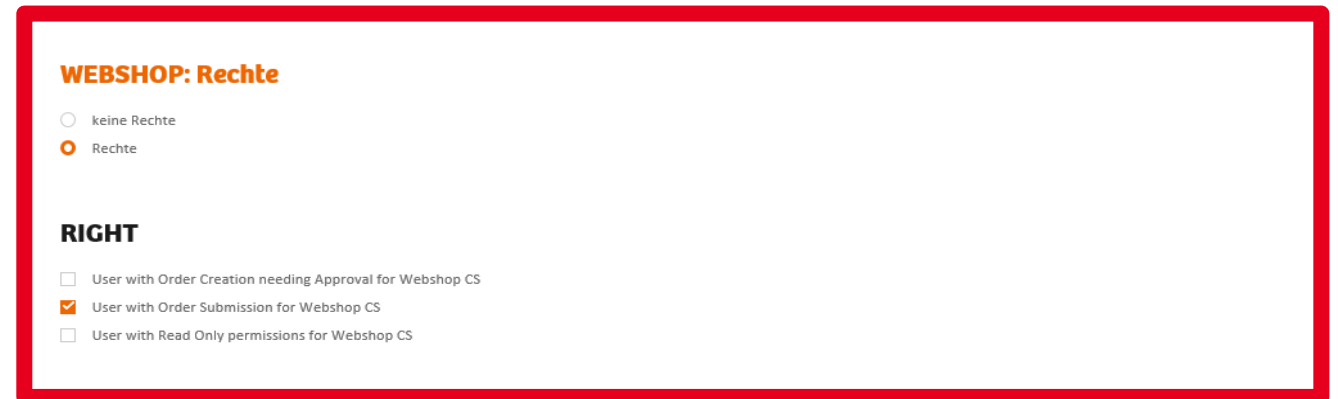 WEBSHOP: Rechte
keine Rechte
Rechte
RIGHT
User with Order Creation needing Approval for Webshop CS
User with Order Submission for Webshop CS
User with Read Only permissions for Webshop CS